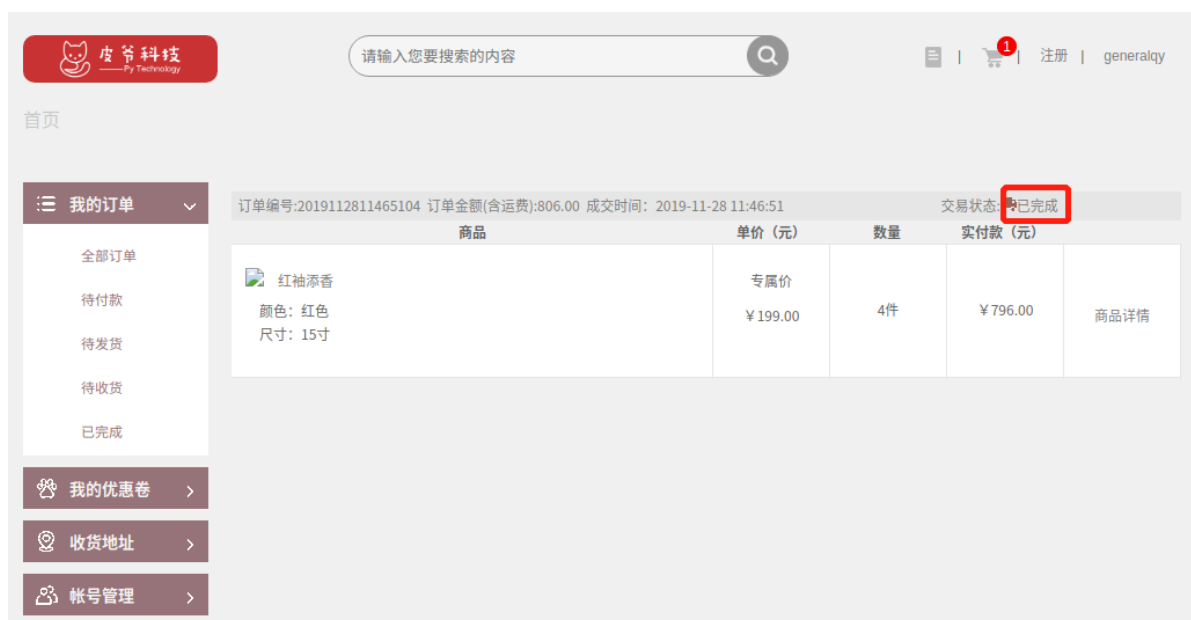 皮爷科技
——Py Technology
请输入您要搜索的内容
| 1 | 注册 | generalqy
首页
我的订单
全部订单
待付款
待发货
待收货
已完成
我的优惠卷
收货地址
帐号管理
订单编号:2019112811465104 订单金额(含运费):806.00 成交时间：2019-11-28 11:46:51 交易状态: 已完成
商品 单价（元） 数量 实付款（元）
红袖添香
颜色：红色
尺寸：15寸
专属价
￥199.00
4件
￥796.00
商品详情